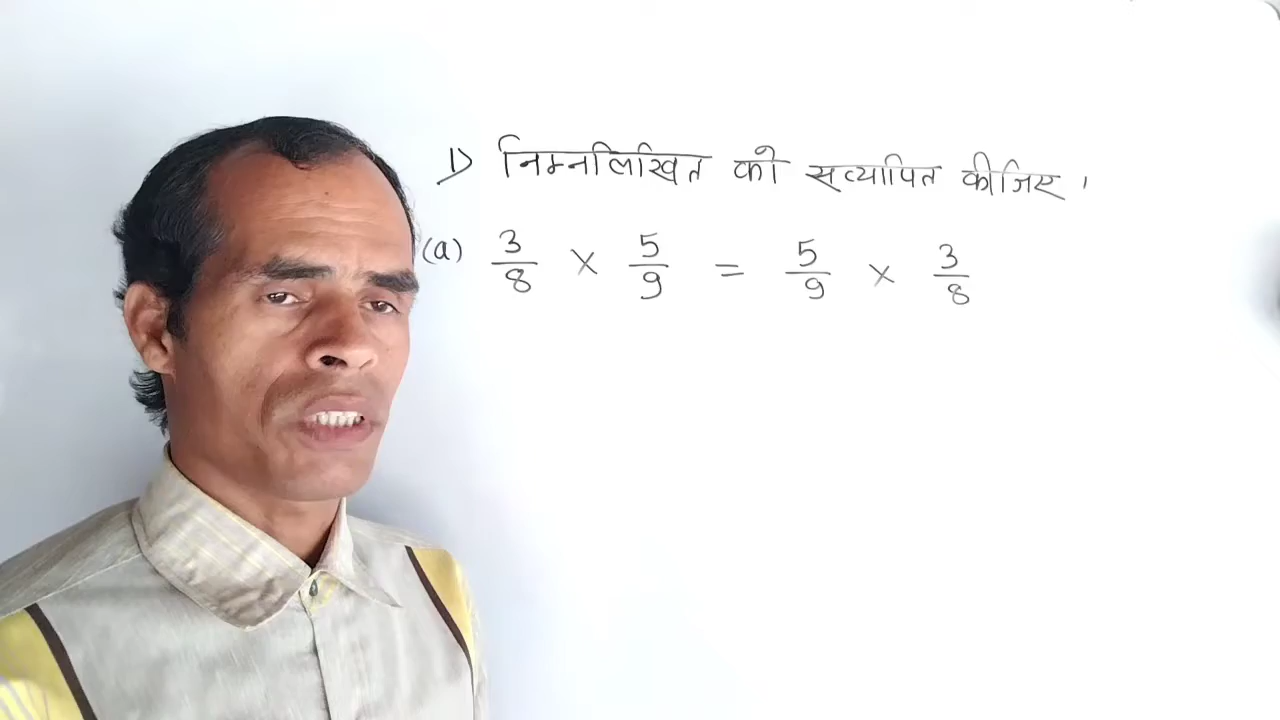 1) निम्नलिखित को सत्यापित कीजिए ।
(a) 3/8 × 5/9 = 5/9 × 3/8